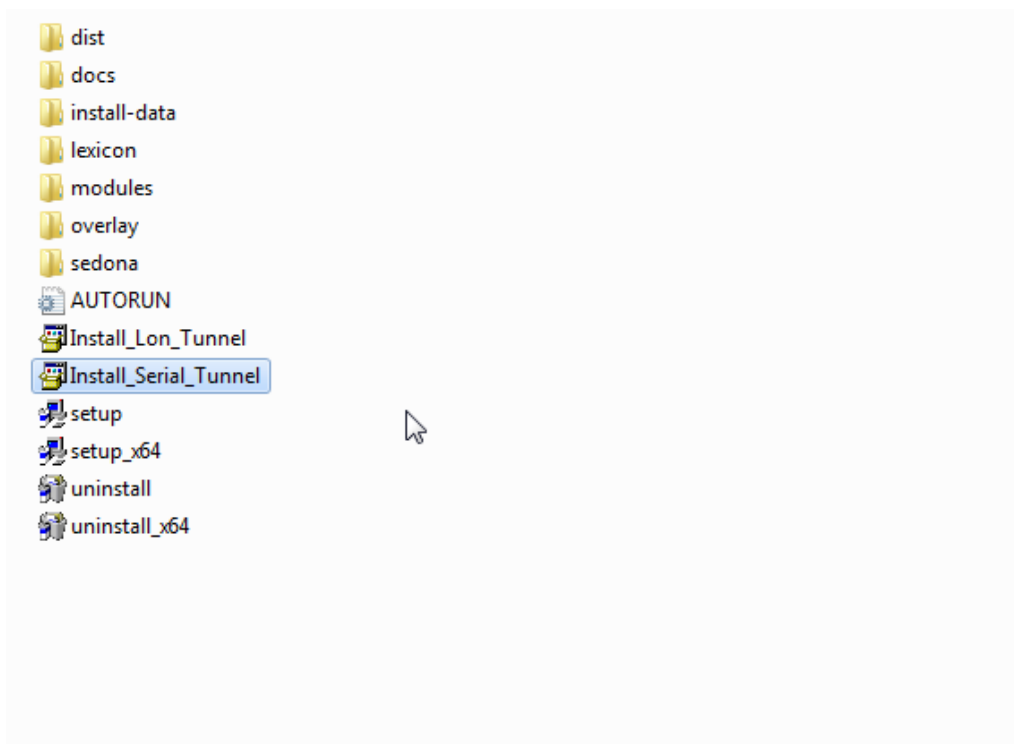 dist
docs
install-data
lexicon
modules
overlay
sedona
AUTORUN
Install_Lon_Tunnel
Install_Serial_Tunnel
setup
setup_x64
uninstall
uninstall_x64